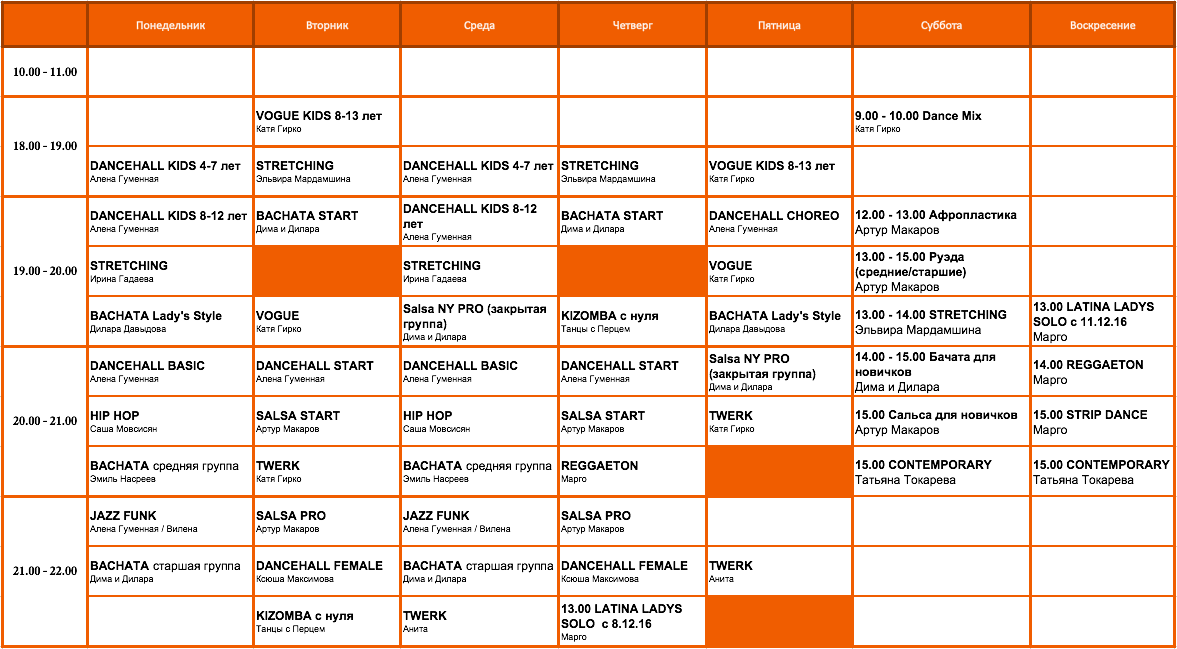 Понедельник Вторник Среда Четверг Пятница Суббота Воскресение
10.00 - 11.00
18.00 - 19.00
VOGUE KIDS 8-13 лет
Катя Гирко
9.00 - 10.00 Dance Mix
Катя Гирко
DANCEHALL KIDS 4-7 лет
Алена Гуменная
STRETCHING
Эльвира Мардамшина
DANCEHALL KIDS 4-7 лет
Алена Гуменная
STRETCHING
Эльвира Мардамшина
VOGUE KIDS 8-13 лет
Катя Гирко
19.00 - 20.00
DANCEHALL KIDS 8-12 лет
Алена Гуменная
BACHATA START
Дима и Дилара
DANCEHALL KIDS 8-12
лет
Алена Гуменная
BACHATA START
Дима и Дилара
DANCEHALL CHOREO
Алена Гуменная
12.00 - 13.00 Афропластика
Артур Макаров
STRETCHING
Ирина Гадаева
STRETCHING
Ирина Гадаева
VOGUE
Катя Гирко
13.00 - 15.00 Руэда
(средние/старшие)
Артур Макаров
BACHATA Lady's Style
Дилара Давыдова
VOGUE
Катя Гирко
Salsa NY PRO (закрытая
группа)
Дима и Дилара
KIZOMBA с нуля
Танцы с Перцем
BACHATA Lady's Style
Дилара Давыдова
13.00 - 14.00 STRETCHING
Эльвира Мардамшина
13.00 LATINA LADYS
SOLO с 11.12.16
Марго
20.00 - 21.00
DANCEHALL BASIC
Алена Гуменная
DANCEHALL START
Алена Гуменная
DANCEHALL BASIC
Алена Гуменная
DANCEHALL START
Алена Гуменная
Salsa NY PRO
(закрытая группа)
Дима и Дилара
14.00 - 15.00 Бачата для
новичков
Дима и Дилара
14.00 REGGAETON
Марго
HIP HOP
Саша Мовсисян
SALSA START
Артур Макаров
HIP HOP
Саша Мовсисян
SALSA START
Артур Макаров
TWERK
Катя Гирко
15.00 Сальса для новичков
Артур Макаров
15.00 STRIP DANCE
Марго
BACHATA средняя группа
Эмиль Насреев
TWERK
Катя Гирко
BACHATA средняя группа
Эмиль Насреев
REGGAETON
Марго
15.00 CONTEMPORARY
Татьяна Токарева
15.00 CONTEMPORARY
Татьяна Токарева
21.00 - 22.00
JAZZ FUNK
Алена Гуменная / Вилена
SALSA PRO
Артур Макаров
JAZZ FUNK
Алена Гуменная / Вилена
SALSA PRO
Артур Макаров
BACHATA старшая группа
Дима и Дилара
DANCEHALL FEMALE
Ксюша Максимова
BACHATA старшая группа
Дима и Дилара
DANCEHALL FEMALE
Ксюша Максимова
TWERK
Анита
KIZOMBA с нуля
Танцы с Перцем
TWERK
Анита
13.00 LATINA LADYS
SOLO с 8.12.16
Марго